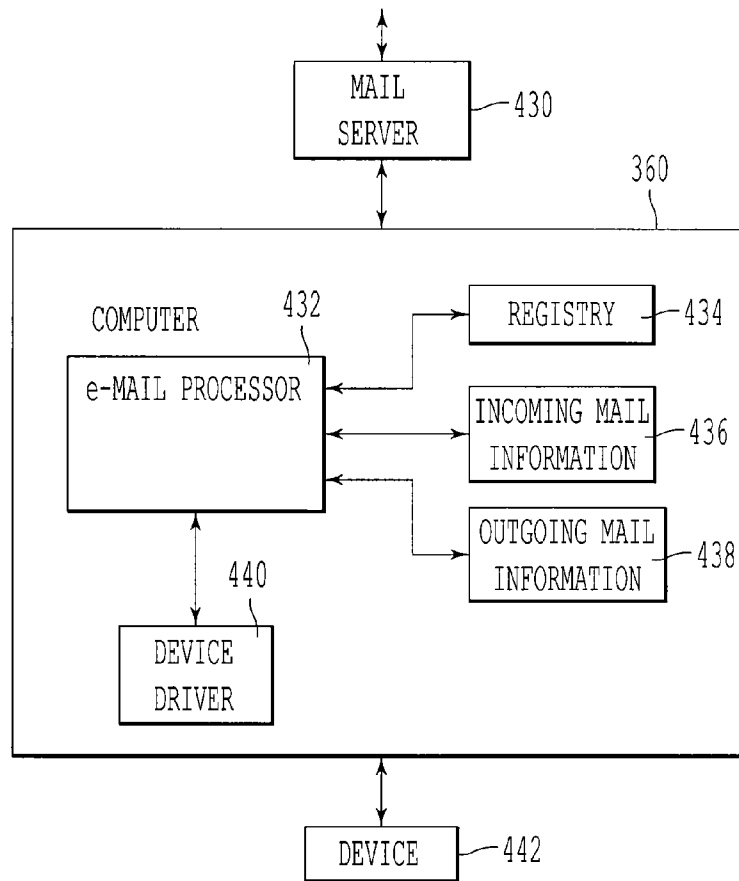 MAIL
SERVER
430
360
COMPUTER
432
e-MAIL PROCESSOR
REGISTRY
434
INCOMING MAIL
INFORMATION
436
OUTGOING MAIL
INFORMATION
438
440
DEVICE
DRIVER
DEVICE
442